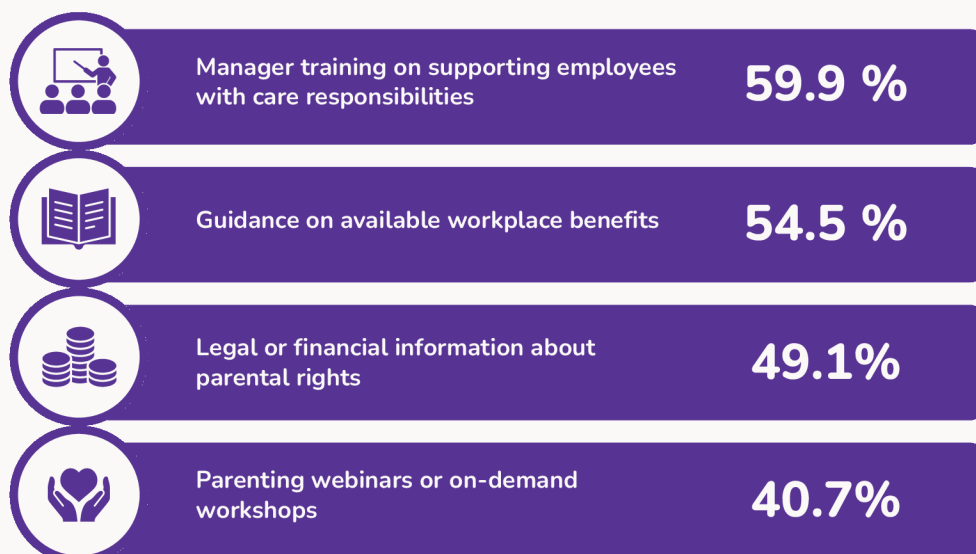 Manager training on supporting employees
with care responsibilities
59.9 %
Guidance on available workplace benefits
54.5 %
Legal or financial information about
parental rights
49.1%
Parenting webinars or on-demand
workshops
40.7%